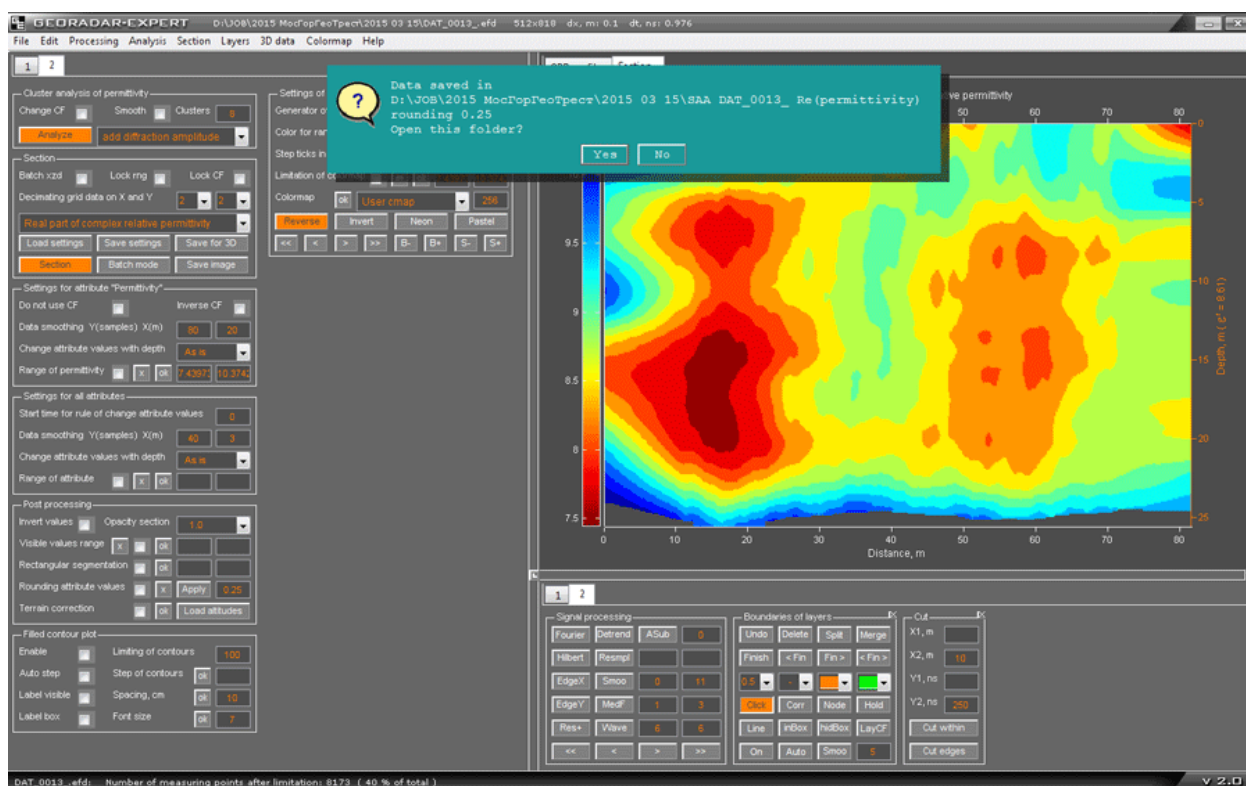 GEORADAR-EXPERT D:\JOB\2015 МосГорГеоТрест\2015 03 15\DAT_0013_.efd 512x818 dx, m: 0.1 dt, ns: 0.976
File Edit Processing Analysis Section Layers 3D data Colormap Help
1 2
Cluster analysis of permittivity
Change CF Smooth Clusters 8
Analyze add diffraction amplitude
Section
Batch xzd Lock rng Lock CF
Decimating grid data on X and Y 2 2
Real part of complex relative permittivity
Load settings Save settings Save for 3D
Section Batch mode Save image
Settings for attribute "Permittivity"
Do not use CF Inverse CF
Data smoothing Y(samples) X(m) 80 20
Change attribute values with depth As is
Range of permittivity x ok 7.4397 10.374
Settings for all attributes
Start time for rule of change attribute values 0
Data smoothing Y(samples) X(m) 40 3
Change attribute values with depth As is
Range of attribute x ok
Post processing
Invert values Opacity section 1.0
Visible values range x ok
Rectangular segmentation ok
Rounding attribute values x Apply 0.25
Terrain correction ok Load altitudes
Filled contour plot
Enable Limiting of contours 100
Auto step Step of contours ok
Label visible Spacing, cm ok 10
Label box Font size ok 7
Settings of
Generator o
Color for rar
Step ticks in
Limitation of
Colormap ok User cmap 256
Reverse Invert Neon Pastel
<< < > >> B- B+ S- S+
Data saved in
D:\JOB\2015 МосГорГеоТрест\2015 03 15\SAA DAT_0013_ Re(permittivity)
rounding 0.25
Open this folder?
Yes No
Section
ve permittivity
50 60 70 80
9.5
9
8.5
8
7.5
0
-5
-10
-15
-20
-25
Depth, m ( ε' = 8.61)
0 10 20 30 40 50 60 70 80
Distance, m
1 2
Signal processing
Fourier Detrend ASub 0
Hilbert Resmpl
EdgeX Smoo 0 11
EdgeY MedF 1 3
Res+ Wave 6 6
<< < > >>
Boundaries of layers
Undo Delete Split Merge
Finish < Fin Fin > < Fin >
0.5 -
Click Corr Node Hold
Line inBox hidBox LayCF
On Auto Smoo 5
Cut
X1, m
X2, m 10
Y1, ns
Y2, ns 250
Cut within
Cut edges
DAT_0013_.efd: Number of measuring points after limitation: 8173 ( 40 % of total )
V 2.0